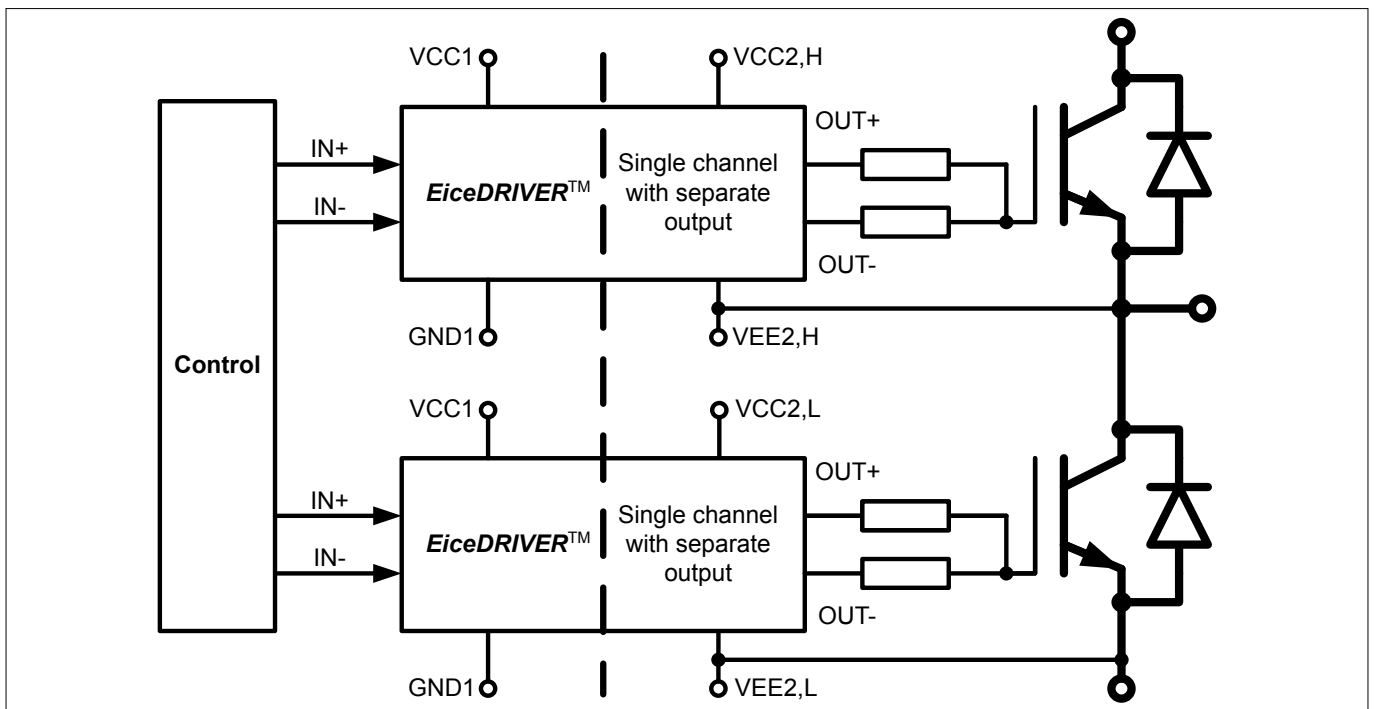 VCC1
VCC2,H
OUT+
IN+
EiceDRIVER™
Single channel
with separate
output
IN-
OUT-
GND1
VEE2,H
Control
VCC1
VCC2,L
OUT+
IN+
EiceDRIVER™
Single channel
with separate
output
IN-
OUT-
GND1
VEE2,L